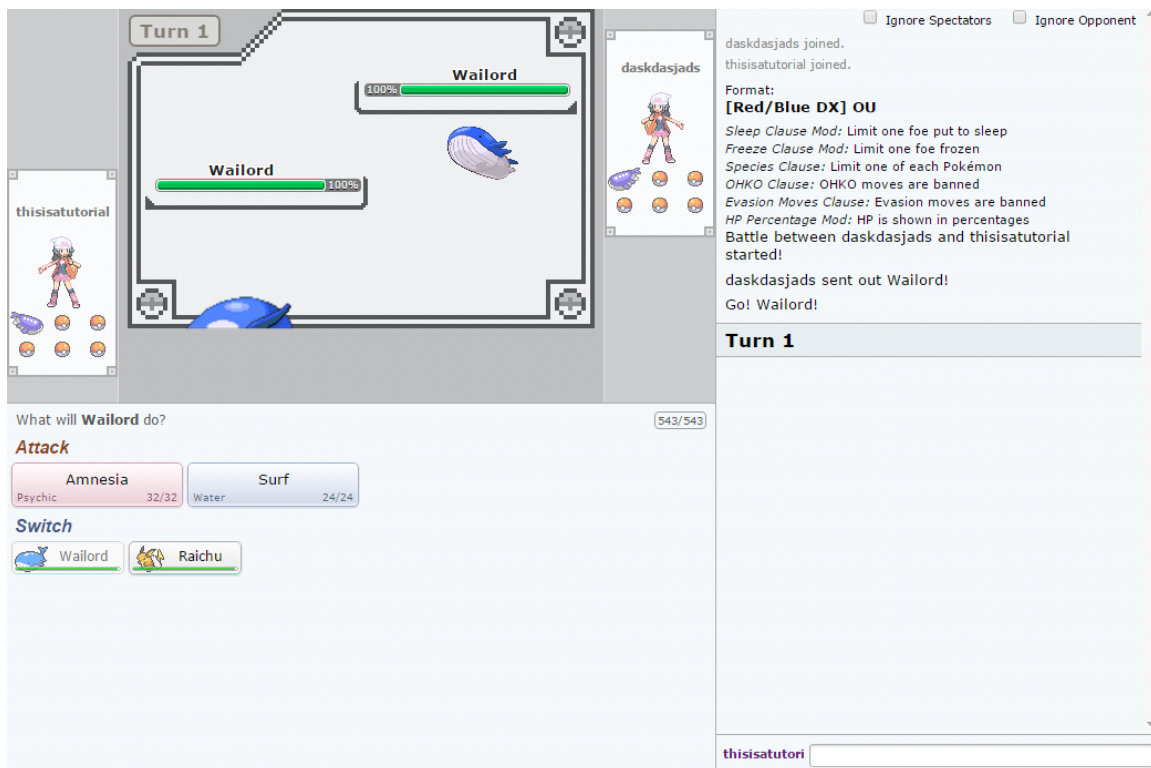 Turn 1
Wailord
100%
Wailord
100%
thisisatutorial
daskdasjads
What will Wailord do?
543/543
Attack
Amnesia
Psychic 32/32
Surf
Water 24/24
Switch
Wailord
Raichu
Ignore Spectators Ignore Opponent
daskdasjads joined.
thisisatutorial joined.
Format:
[Red/Blue DX] OU
Sleep Clause Mod: Limit one foe put to sleep
Freeze Clause Mod: Limit one foe frozen
Species Clause: Limit one of each Pokémon
OHKO Clause: OHKO moves are banned
Evasion Moves Clause: Evasion moves are banned
HP Percentage Mod: HP is shown in percentages
Battle between daskdasjads and thisisatutorial
started!
daskdasjads sent out Wailord!
Go! Wailord!
Turn 1
thisisatutori